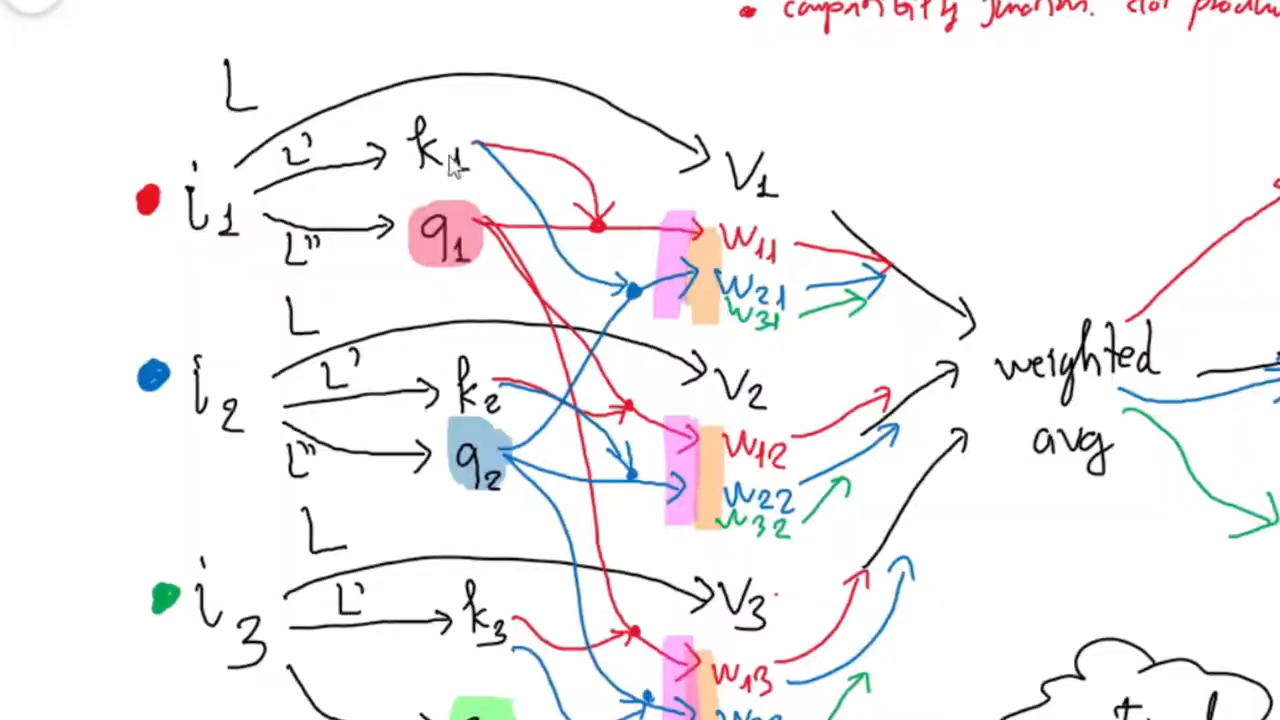 L
L' k1 V1
i1 q1 w11
L'' w21
w31
L
L' k2 V2 weighted
i2 avg
L'' q2 w12
w22
w32
L
L' V3
i3 k3
w13